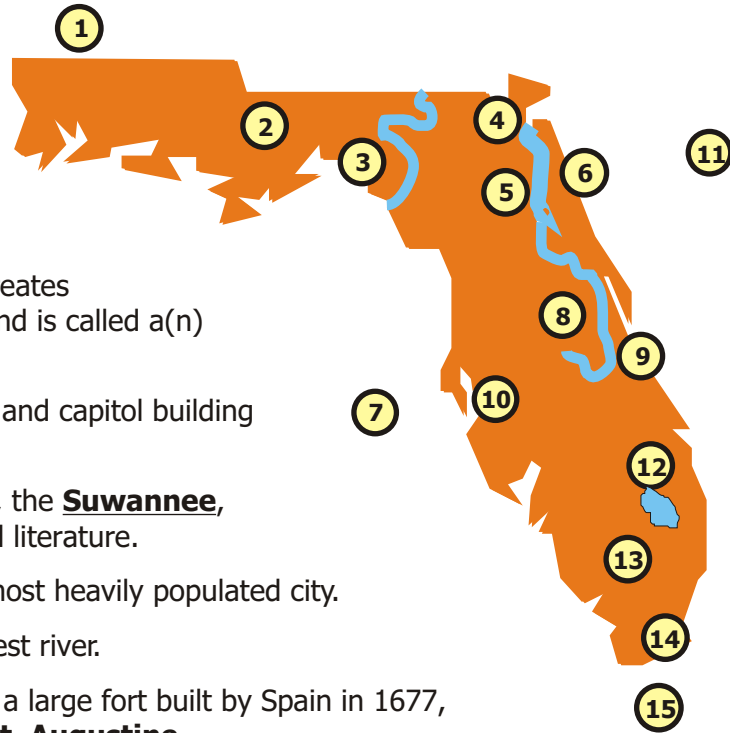 1
2
3
4
5
6
11
eates
nd is called a(n)
8
9
and capitol building
7
10
12
, the Suwannee,
literature.
13
most heavily populated city.
est river.
14
a large fort built by Spain in 1677,
15
t. Augustine